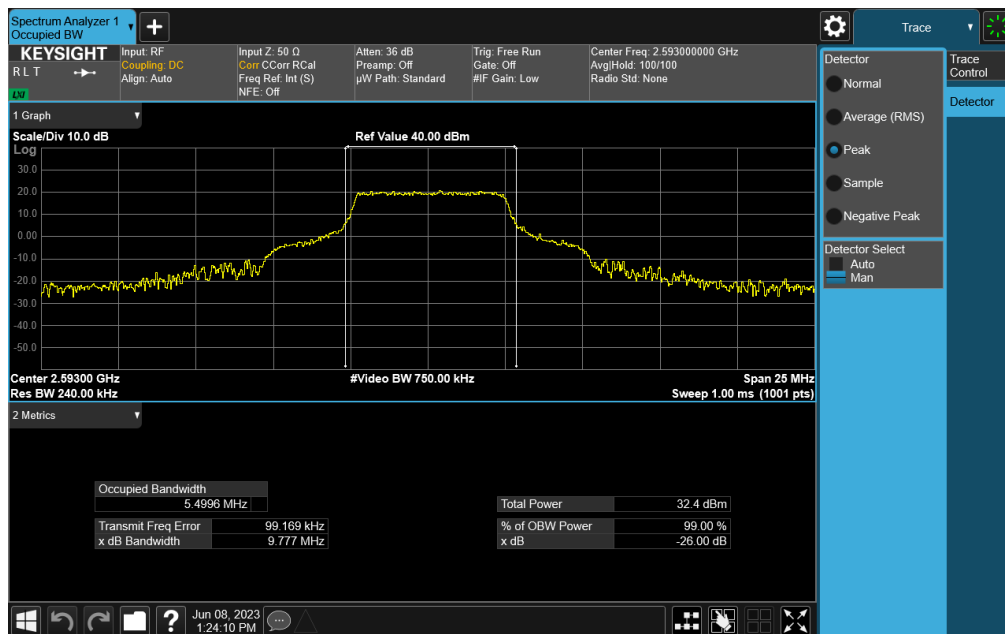 Spectrum Analyzer 1
Occupied BW
Trace
KEYSIGHT
R L T
LXI
Input: RF
Coupling: DC
Align: Auto
Input Z: 50 Ω
Corr CCorr RCal
Freq Ref: Int (S)
NFE: Off
Atten: 36 dB
Preamp: Off
µW Path: Standard
Trig: Free Run
Gate: Off
#IF Gain: Low
Center Freq: 2.593000000 GHz
Avg|Hold: 100/100
Radio Std: None
Detector
Normal
Average (RMS)
Peak
Sample
Negative Peak
Detector Select
Auto
Man
Trace
Control
Detector
1 Graph
Scale/Div 10.0 dB
Ref Value 40.00 dBm
Log
30.0
20.0
10.0
0.00
-10.0
-20.0
-30.0
-40.0
-50.0
Center 2.59300 GHz
#Video BW 750.00 kHz
Span 25 MHz
Res BW 240.00 kHz
Sweep 1.00 ms (1001 pts)
2 Metrics
Occupied Bandwidth
5.4996 MHz
Total Power 32.4 dBm
Transmit Freq Error 99.169 kHz
% of OBW Power 99.00 %
x dB Bandwidth 9.777 MHz
x dB -26.00 dB
?
Jun 08, 2023
1:24:10 PM